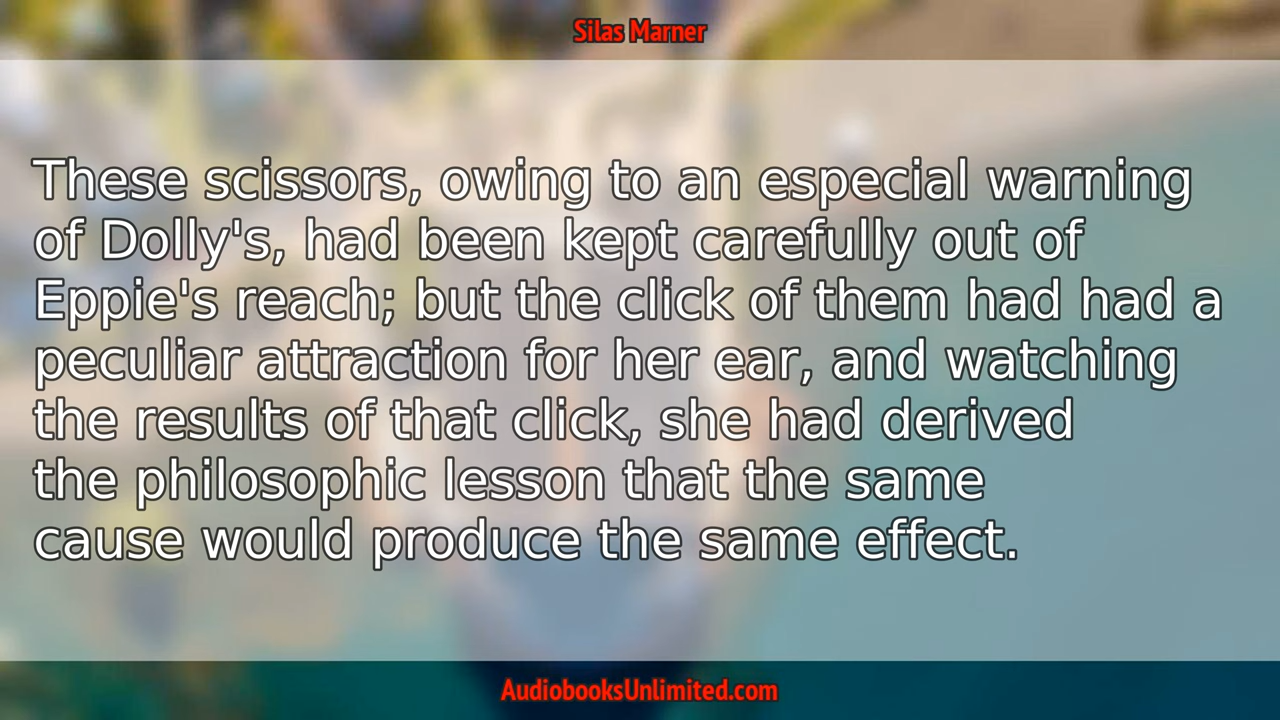 Silas Marner
These scissors, owing to an especial warning
of Dolly's, had been kept carefully out of
Eppie's reach; but the click of them had had a
peculiar attraction for her ear, and watching
the results of that click, she had derived
the philosophic lesson that the same
cause would produce the same effect.
AudiobooksUnlimited.com